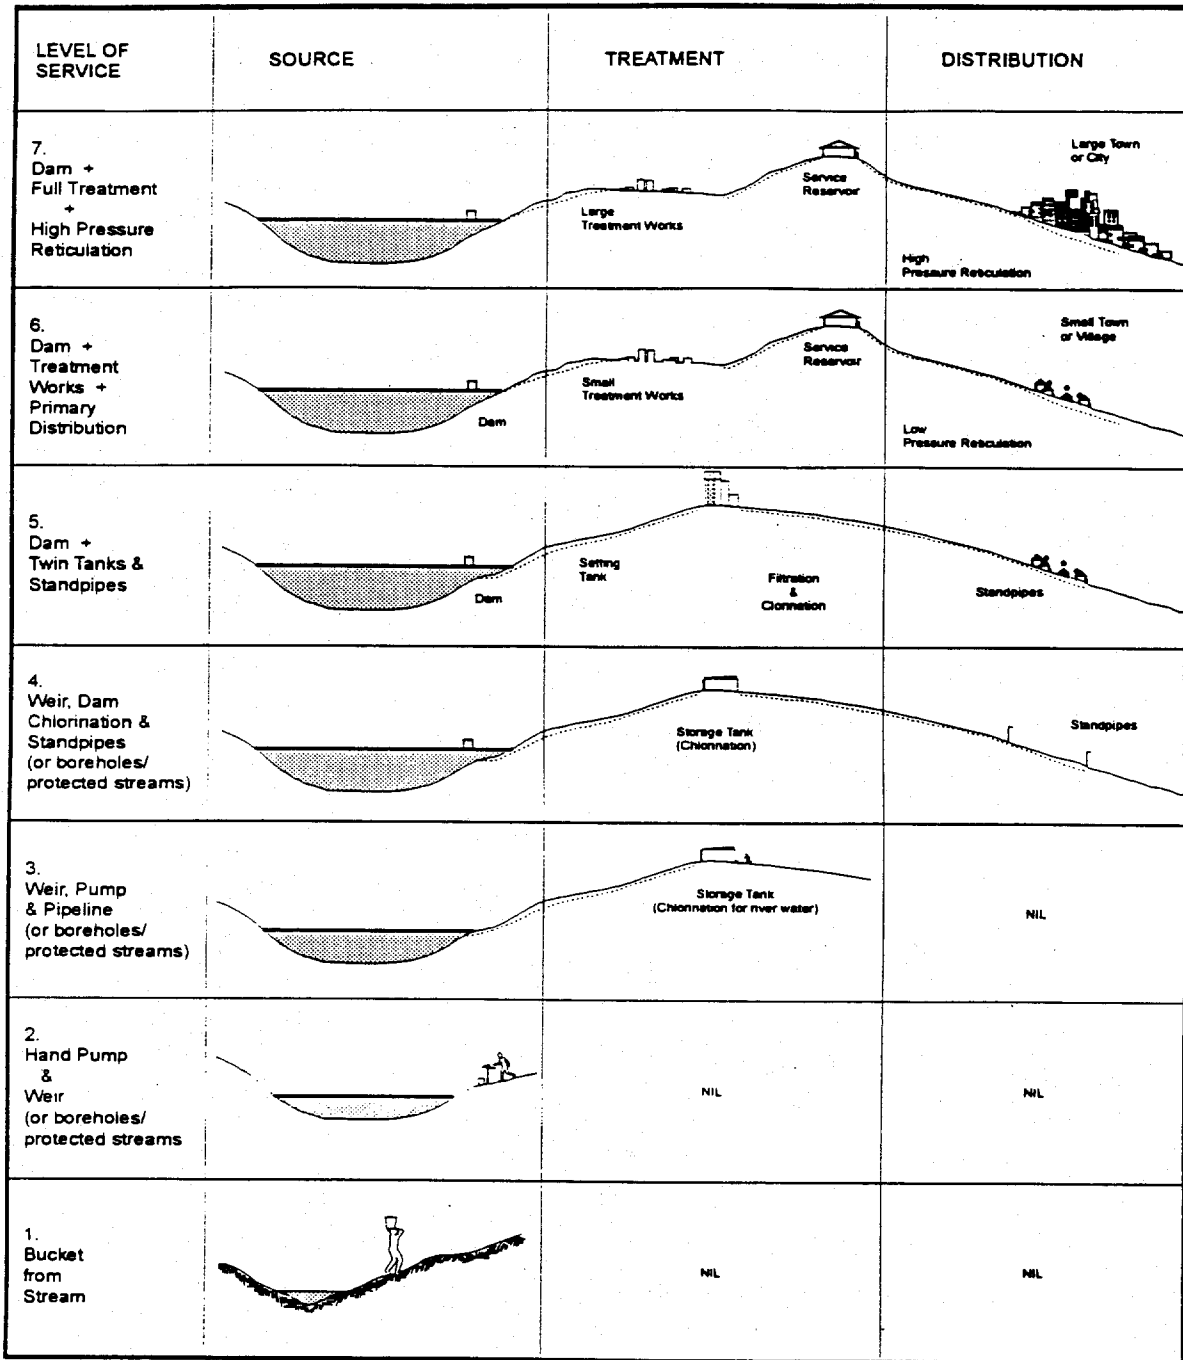 LEVEL OF
SERVICE
SOURCE
TREATMENT
DISTRIBUTION
7.
Dam +
Full Treatment
+
High Pressure
Reticulation
Large
Treatment Works
Service
Reservoir
Large Town
or City
High
Pressure Reticulation
6.
Dam +
Treatment
Works +
Primary
Distribution
Dam
Small
Treatment Works
Service
Reservoir
Small Town
or Village
Low
Pressure Reticulation
5.
Dam +
Twin Tanks &
Standpipes
Dam
Setting
Tank
Filtration
&
Clorination
Standpipes
4.
Weir, Dam
Chlorination &
Standpipes
(or boreholes/
protected streams)
Storage Tank
(Chlorination)
Standpipes
3.
Weir, Pump
& Pipeline
(or boreholes/
protected streams)
Storage Tank
(Chlorination for river water)
NIL
2.
Hand Pump
&
Weir
(or boreholes/
protected streams
NIL
NIL
1.
Bucket
from
Stream
NIL
NIL